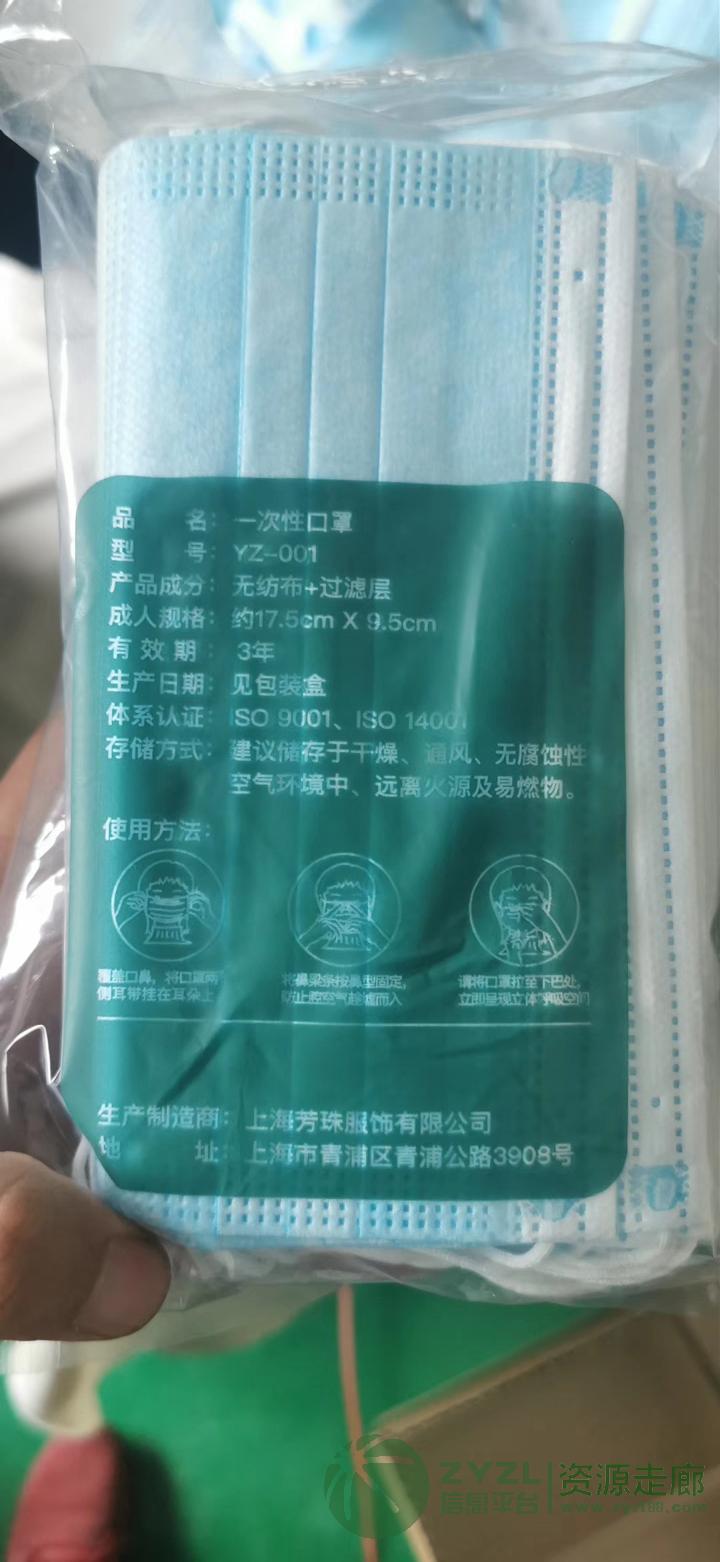 品 名：一次性口罩
型 号：YZ-001
产品成分：无纺布+过滤层
成人规格：约17.5cm X 9.5cm
有 效 期 ：3年
生产日期：见包装盒
体系认证：ISO 9001、ISO 14001
存储方式：建议储存于干燥、通风、无腐蚀性
空气环境中、远离火源及易燃物。
使用方法：
覆盖口鼻，将口罩两
侧耳带挂在耳朵上
将鼻梁条按鼻型固定，
防止空气
请将口罩拉至下巴处，
立即呈现立体呼吸空间
生产制造商：上海芳珠服饰有限公司
地 址：上海市青浦区青浦公路3908号
ZYZL 资源走廊
信息平台